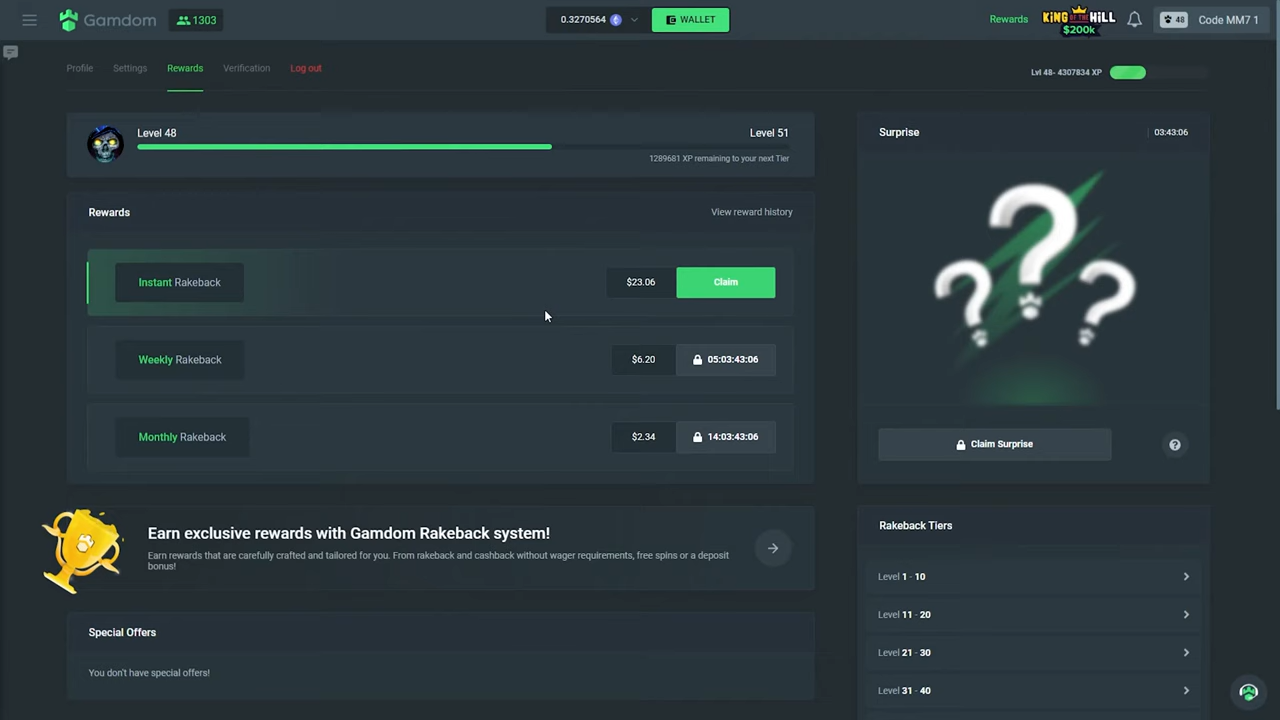 Gamdom
1303
0.3270564
WALLET
Rewards
KING OF THE HILL
$200k
48
Code MM7 1
Profile
Settings
Rewards
Verification
Log out
Lvl 48- 4307834 XP
Level 48
Level 51
1289681 XP remaining to your next Tier
Surprise
03:43:06
Rewards
View reward history
Instant Rakeback
$23.06
Claim
Weekly Rakeback
$6.20
05:03:43:06
Monthly Rakeback
$2.34
14:03:43:06
Claim Surprise
Earn exclusive rewards with Gamdom Rakeback system!
Earn rewards that are carefully crafted and tailored for you. From rakeback and cashback without wager requirements, free spins or a deposit
bonus!
Rakeback Tiers
Level 1 - 10
Level 11 - 20
Level 21 - 30
Level 31 - 40
Special Offers
You don't have special offers!